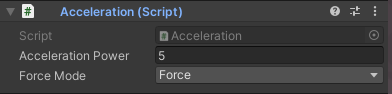 # Acceleration (Script)
Script # Acceleration
Acceleration Power 5
Force Mode Force